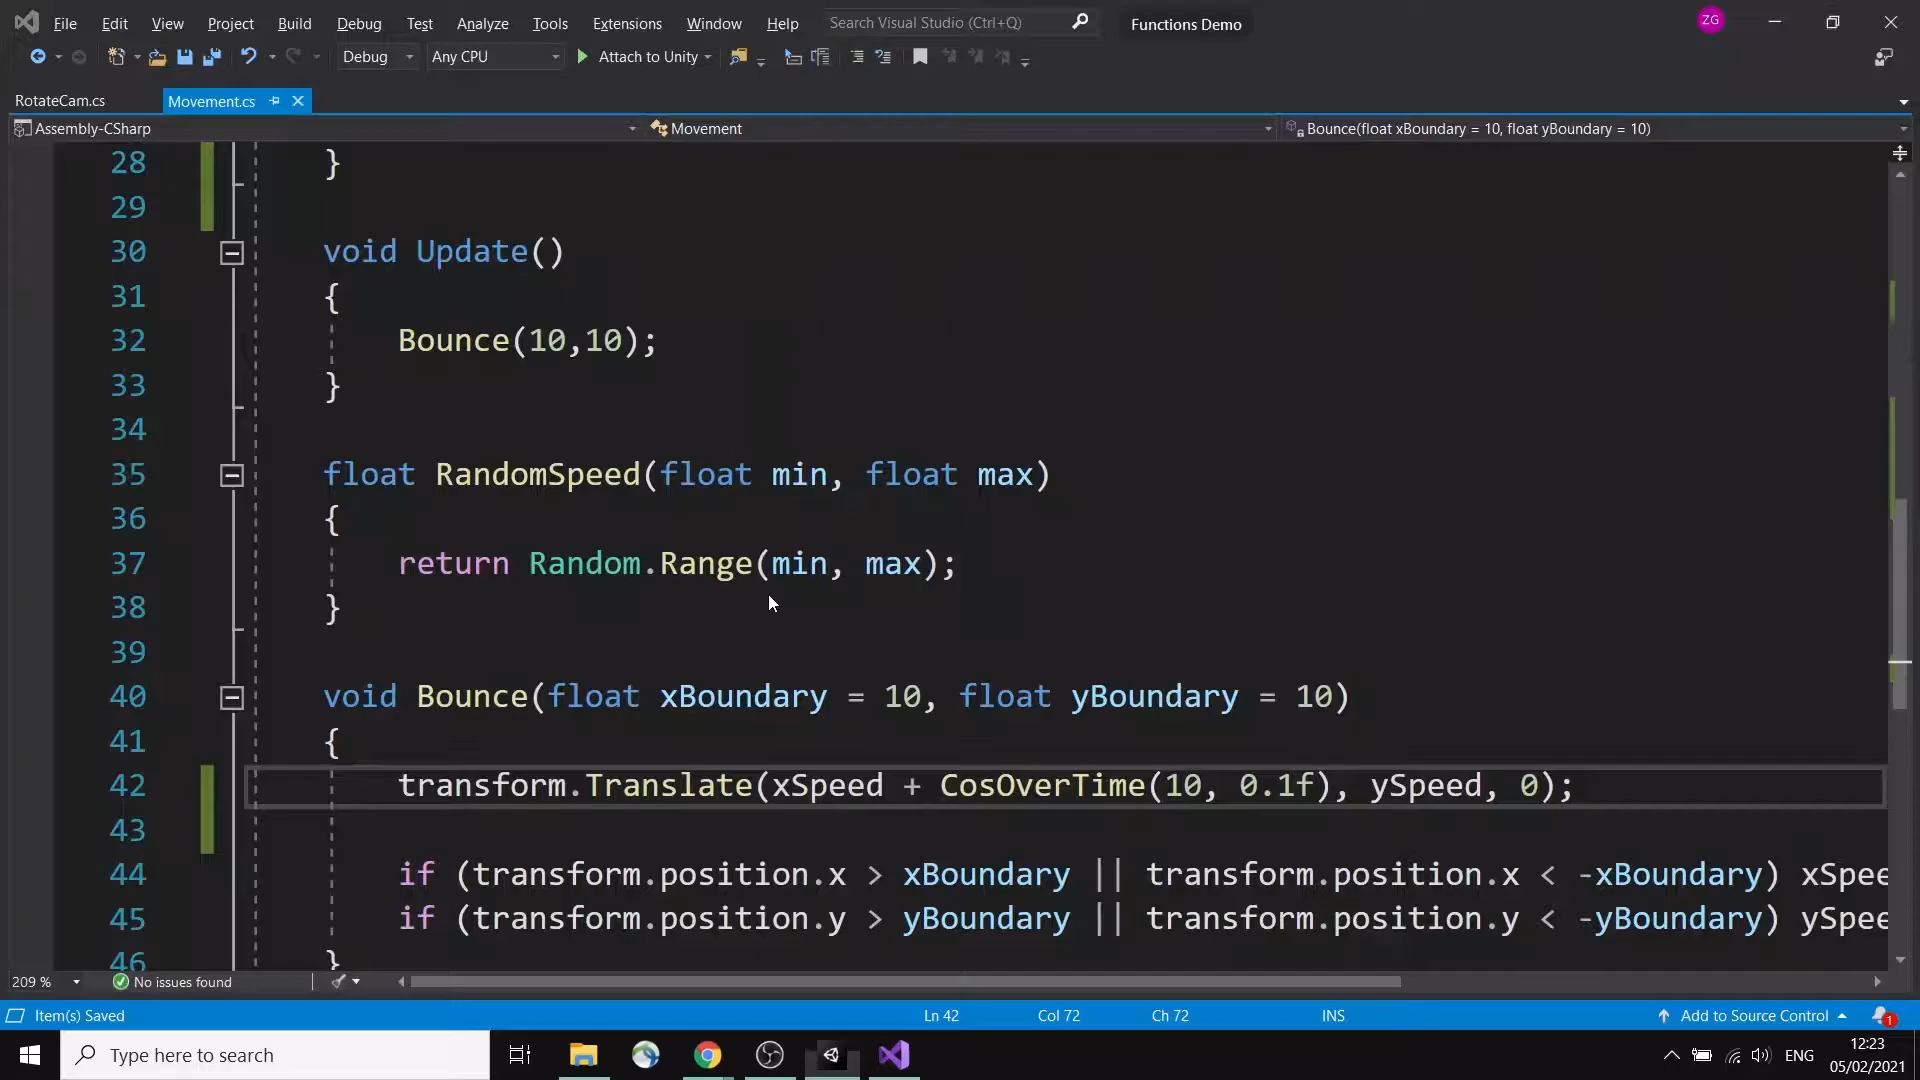 File Edit View Project Build Debug Test Analyze Tools Extensions Window Help Search Visual Studio (Ctrl+Q) Functions Demo ZG
Debug Any CPU Attach to Unity
RotateCam.cs Movement.cs
Assembly-CSharp Movement Bounce(float xBoundary = 10, float yBoundary = 10)
28 }
29
30 void Update()
31 {
32 Bounce(10,10);
33 }
34
35 float RandomSpeed(float min, float max)
36 {
37 return Random.Range(min, max);
38 }
39
40 void Bounce(float xBoundary = 10, float yBoundary = 10)
41 {
42 transform.Translate(xSpeed + CosOverTime(10, 0.1f), ySpeed, 0);
43
44 if (transform.position.x > xBoundary || transform.position.x < -xBoundary) xSpee
45 if (transform.position.y > yBoundary || transform.position.y < -yBoundary) ySpee
46 }
209 % No issues found
Item(s) Saved Ln 42 Col 72 Ch 72 INS Add to Source Control 1
Type here to search ENG 12:23
05/02/2021